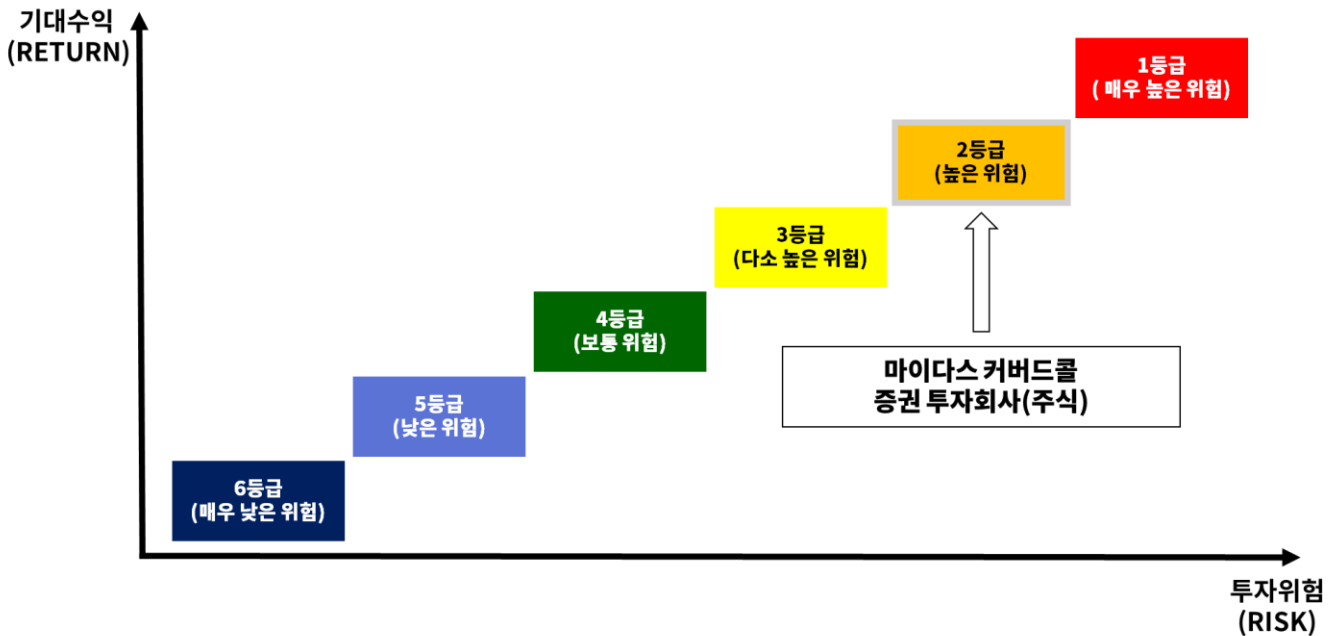 기대수익
(RETURN)
1등급
( 매우 높은 위험)
2등급
(높은 위험)
3등급
(다소 높은 위험)
4등급
(보통 위험)
마이다스 커버드콜
증권 투자회사(주식)
5등급
(낮은 위험)
6등급
(매우 낮은 위험)
투자위험
(RISK)